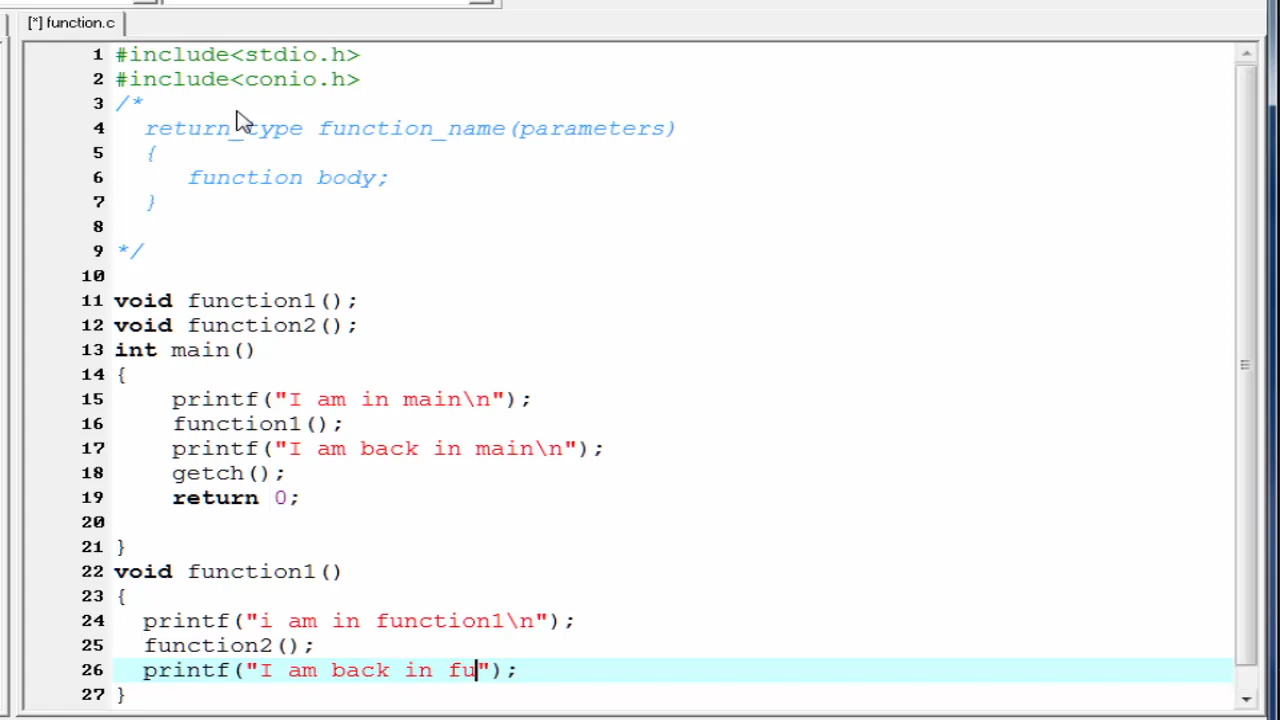 [*] function.c
1 #include<stdio.h>
2 #include<conio.h>
3 /*
4 return_type function_name(parameters)
5 {
6 function body;
7 }
8
9 */
10
11 void function1();
12 void function2();
13 int main()
14 {
15 printf("I am in main\n");
16 function1();
17 printf("I am back in main\n");
18 getch();
19 return 0;
20
21 }
22 void function1()
23 {
24 printf("i am in function1\n");
25 function2();
26 printf("I am back in fu");
27 }